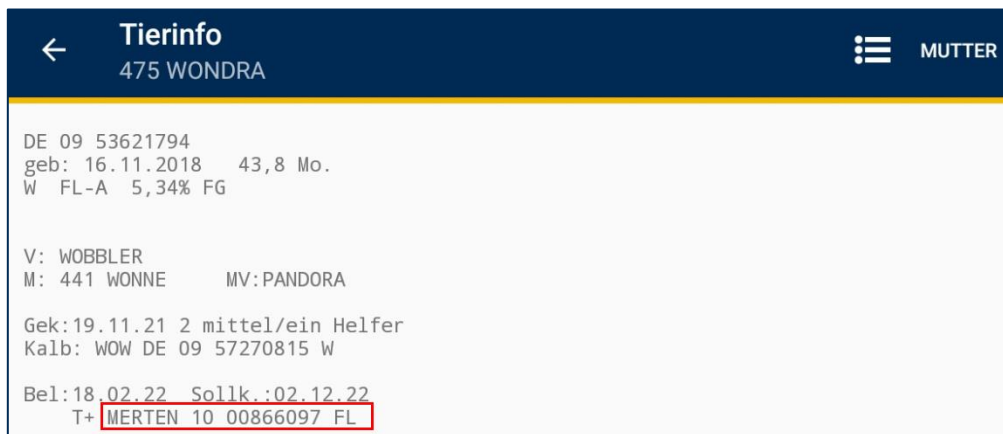 Tierinfo
475 WONDRA
MUTTER
DE 09 53621794
geb: 16.11.2018 43,8 Mo.
W FL-A 5,34% FG
V: WOBBLER
M: 441 WONNE MV:PANDORA
Gek:19.11.21 2 mittel/ein Helfer
Kalb: WOW DE 09 57270815 W
Bel:18.02.22 Sollk.:02.12.22
T+ MERTEN 10 00866097 FL